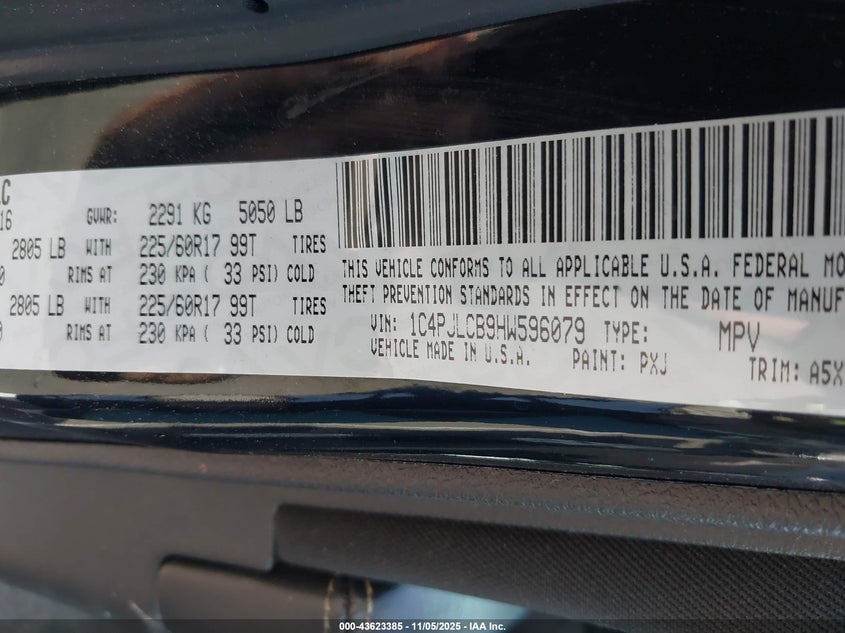 LC
16 GVWR: 2291 KG 5050 LB
2805 LB WITH 225/60R17 99T TIRES
0 RIMS AT 230 KPA ( 33 PSI) COLD
2805 LB WITH 225/60R17 99T TIRES
0 RIMS AT 230 KPA ( 33 PSI) COLD
THIS VEHICLE CONFORMS TO ALL APPLICABLE U.S.A. FEDERAL MO
THEFT PREVENTION STANDARDS IN EFFECT ON THE DATE OF MANUF
VIN: 1C4PJLCB9HW596079 TYPE: MPV
VEHICLE MADE IN U.S.A. PAINT: PXJ TRIM: A5X
000-43623385 - 11/05/2025 - IAA Inc.